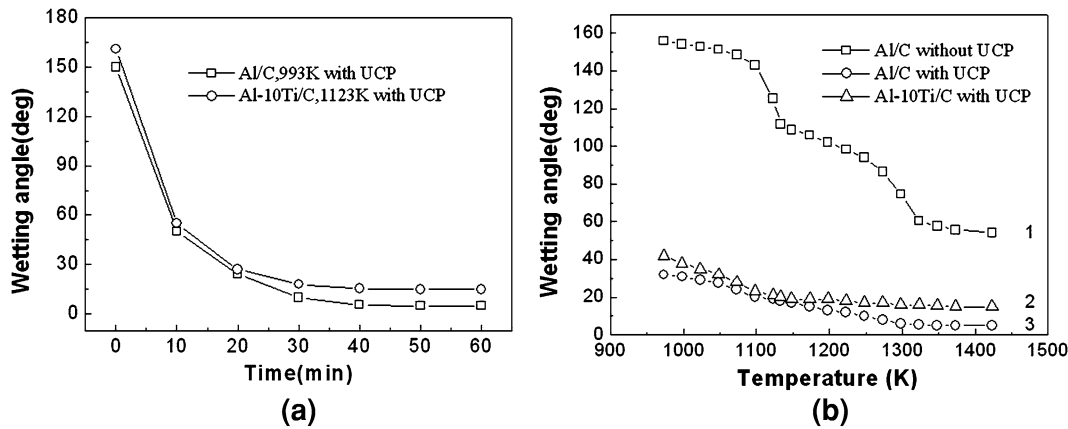 180
150
120
90
60
30
0
Wetting angle(deg)
Al/C,993K with UCP
Al-10Ti/C,1123K with UCP
0 10 20 30 40 50 60
Time(min)
(a)
160
140
120
100
80
60
40
20
0
Wetting angle(deg)
Al/C without UCP
Al/C with UCP
Al-10Ti/C with UCP
1
2
3
900 1000 1100 1200 1300 1400 1500
Temperature (K)
(b)